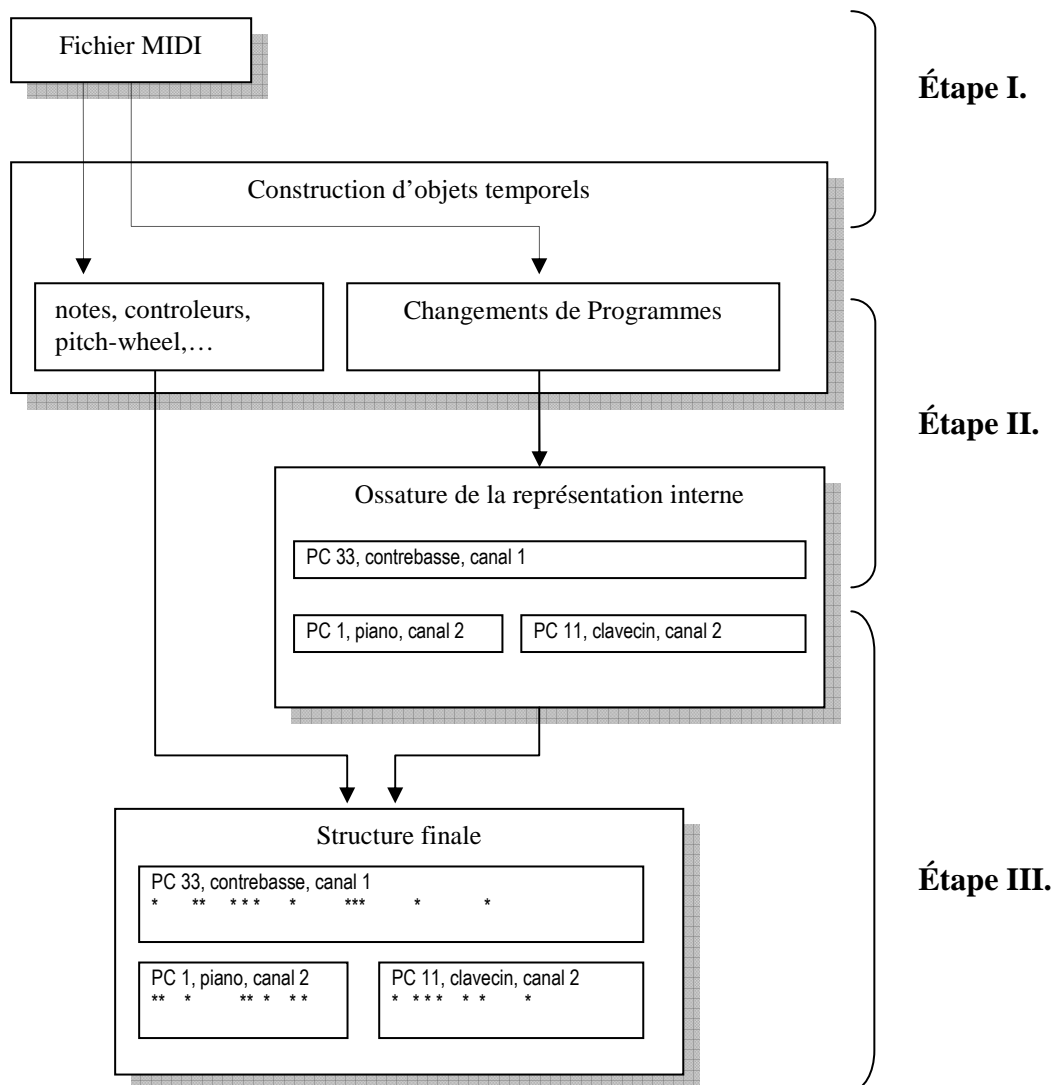 Fichier MIDI
Étape I.
Construction d’objets temporels
notes, controleurs,
pitch-wheel,…
Changements de Programmes
Étape II.
Ossature de la représentation interne
PC 33, contrebasse, canal 1
PC 1, piano, canal 2
PC 11, clavecin, canal 2
Structure finale
PC 33, contrebasse, canal 1
* ** * * * * *** * *
Étape III.
PC 1, piano, canal 2
** * ** * * *
PC 11, clavecin, canal 2
* * * * * * *